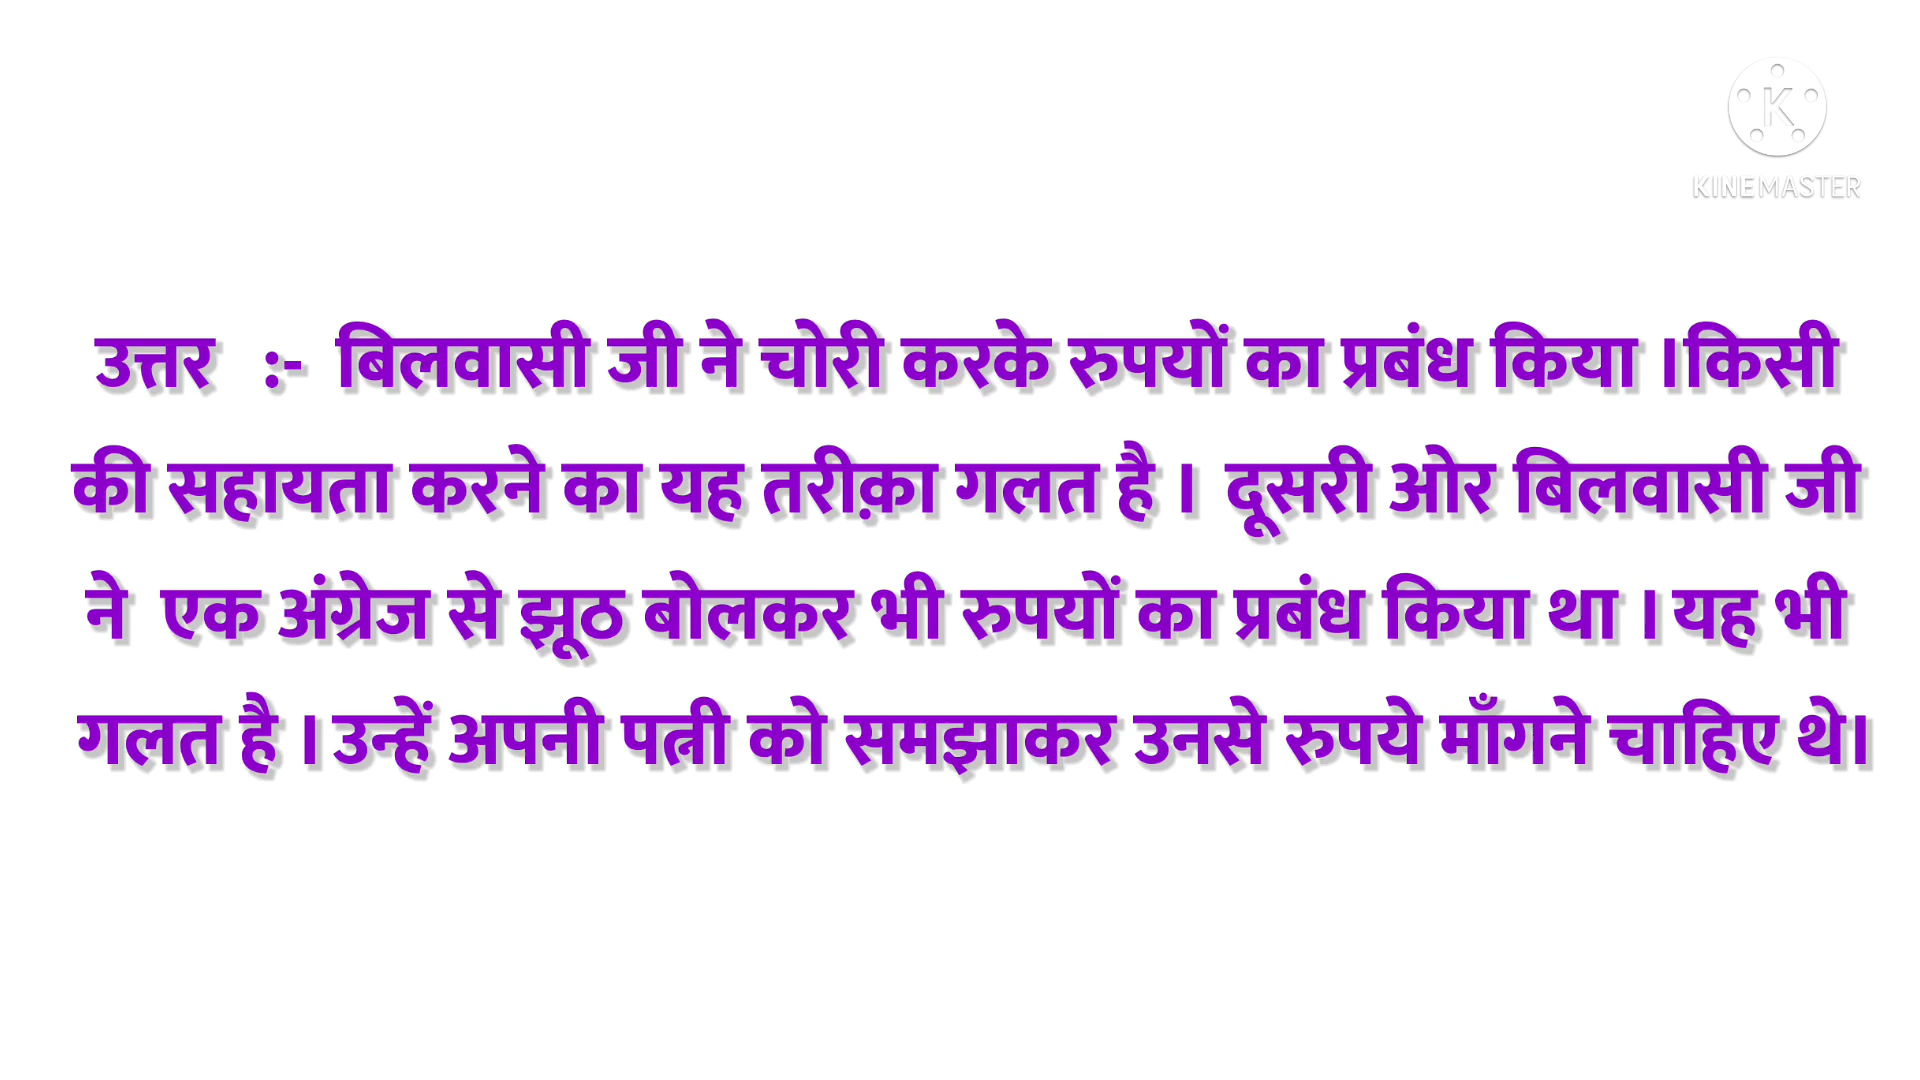 KINEMASTER
उत्तर :- बिलवासी जी ने चोरी करके रुपयों का प्रबंध किया ।किसी
की सहायता करने का यह तरीक़ा गलत है । दूसरी ओर बिलवासी जी
ने एक अंग्रेज से झूठ बोलकर भी रुपयों का प्रबंध किया था । यह भी
गलत है । उन्हें अपनी पत्नी को समझाकर उनसे रुपये माँगने चाहिए थे।